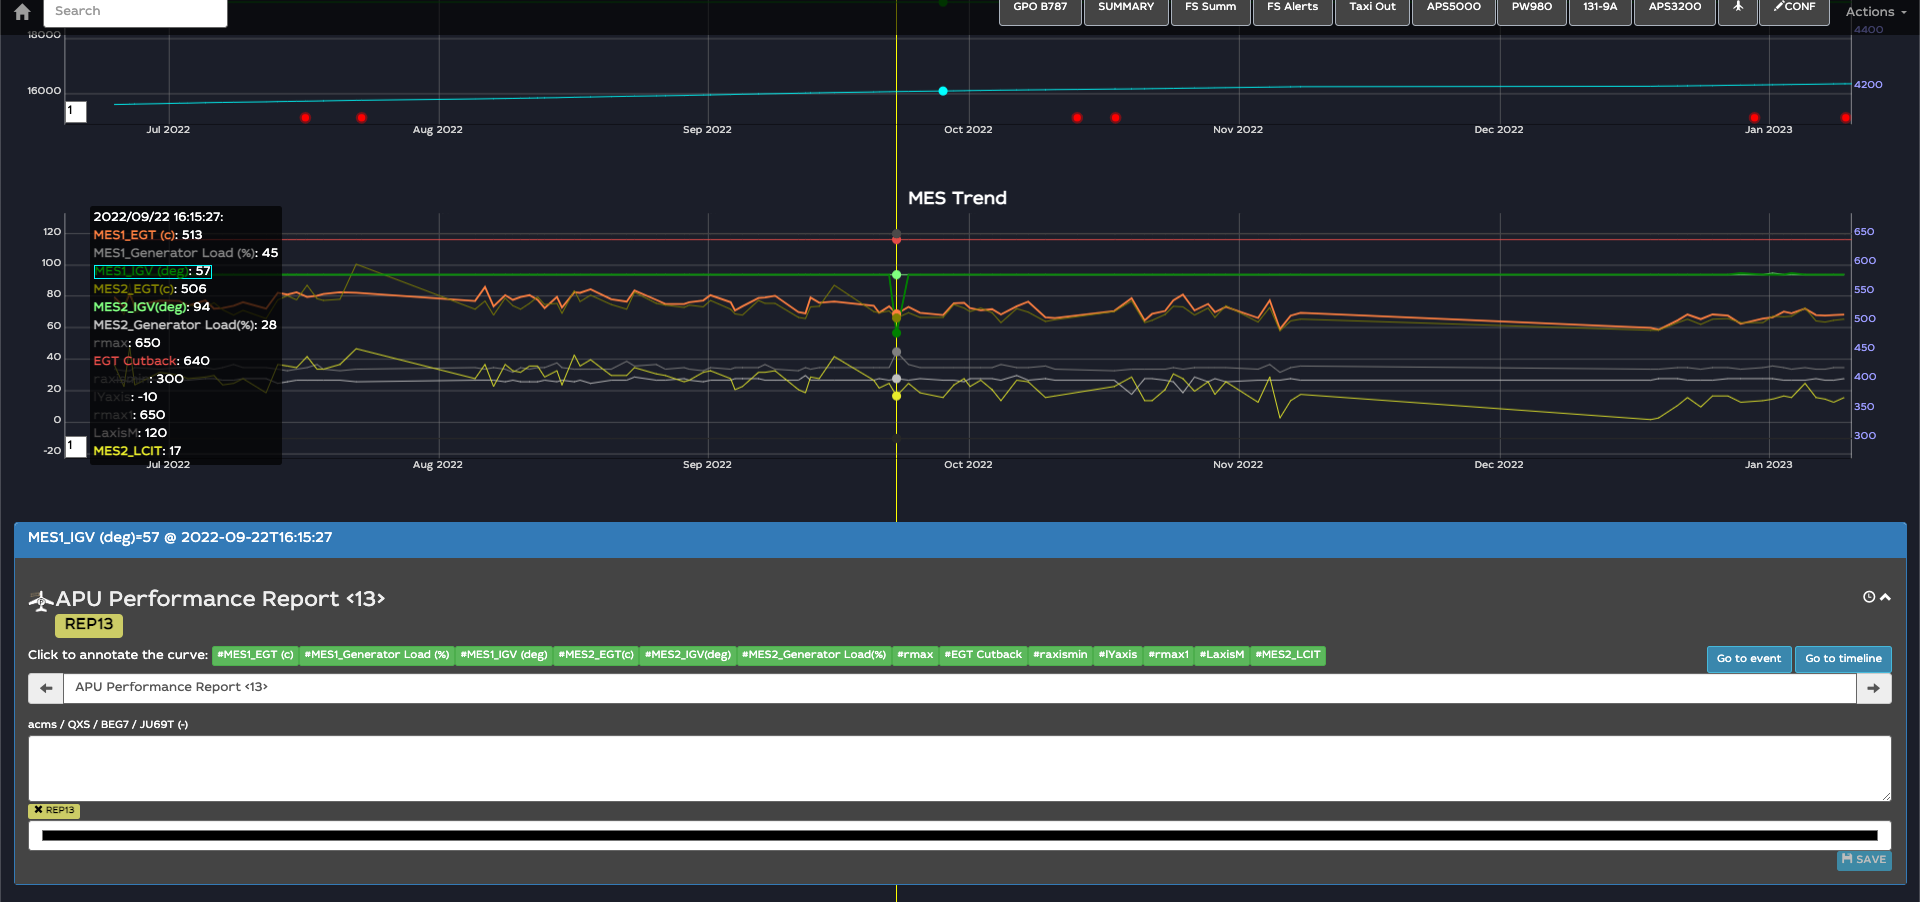 Search
GPO B787
SUMMARY
FS Summ
FS Alerts
Taxi Out
APS5000
PW980
131-9A
APS3200
CONF
Actions
18000
4400
16000
4200
1
Jul 2022
Aug 2022
Sep 2022
Oct 2022
Nov 2022
Dec 2022
Jan 2023
MES Trend
2022/09/22 16:15:27:
MES1_EGT (c): 513
MES1_Generator Load (%): 45
MES1_IGV (deg): 57
MES2_EGT(c): 506
MES2_IGV(deg): 94
MES2_Generator Load(%): 28
rmax: 650
EGT Cutback: 640
raxismin: 300
lYaxis: -10
rmax1: 650
LaxisM: 120
MES2_LCIT: 17
120
100
80
60
40
20
0
-20
650
600
550
500
450
400
350
300
1
Jul 2022
Aug 2022
Sep 2022
Oct 2022
Nov 2022
Dec 2022
Jan 2023
MES1_IGV (deg)=57 @ 2022-09-22T16:15:27
APU Performance Report <13>
REP13
Click to annotate the curve: #MES1_EGT (c) #MES1_Generator Load (%) #MES1_IGV (deg) #MES2_EGT(c) #MES2_IGV(deg) #MES2_Generator Load(%) #rmax #EGT Cutback #raxismin #lYaxis #rmax1 #LaxisM #MES2_LCIT
Go to event
Go to timeline
APU Performance Report <13>
acms / QXS / BEG7 / JU69T (-)
REP13
SAVE